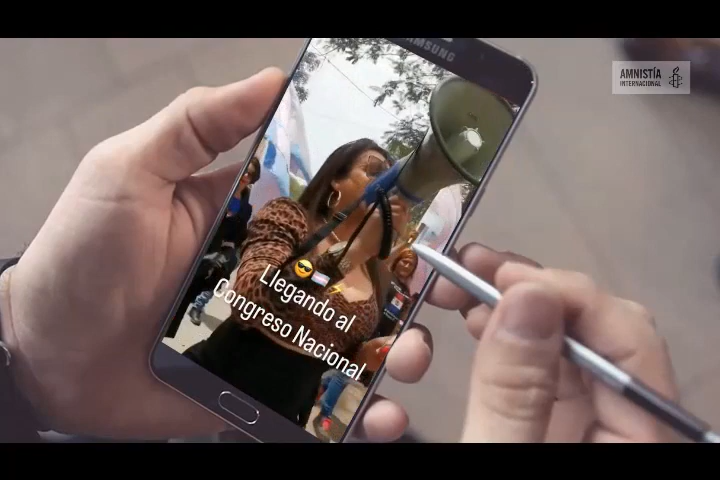 SAMSUNG
AMNISTÍA
INTERNACIONAL
Llegando al
Congreso Nacional